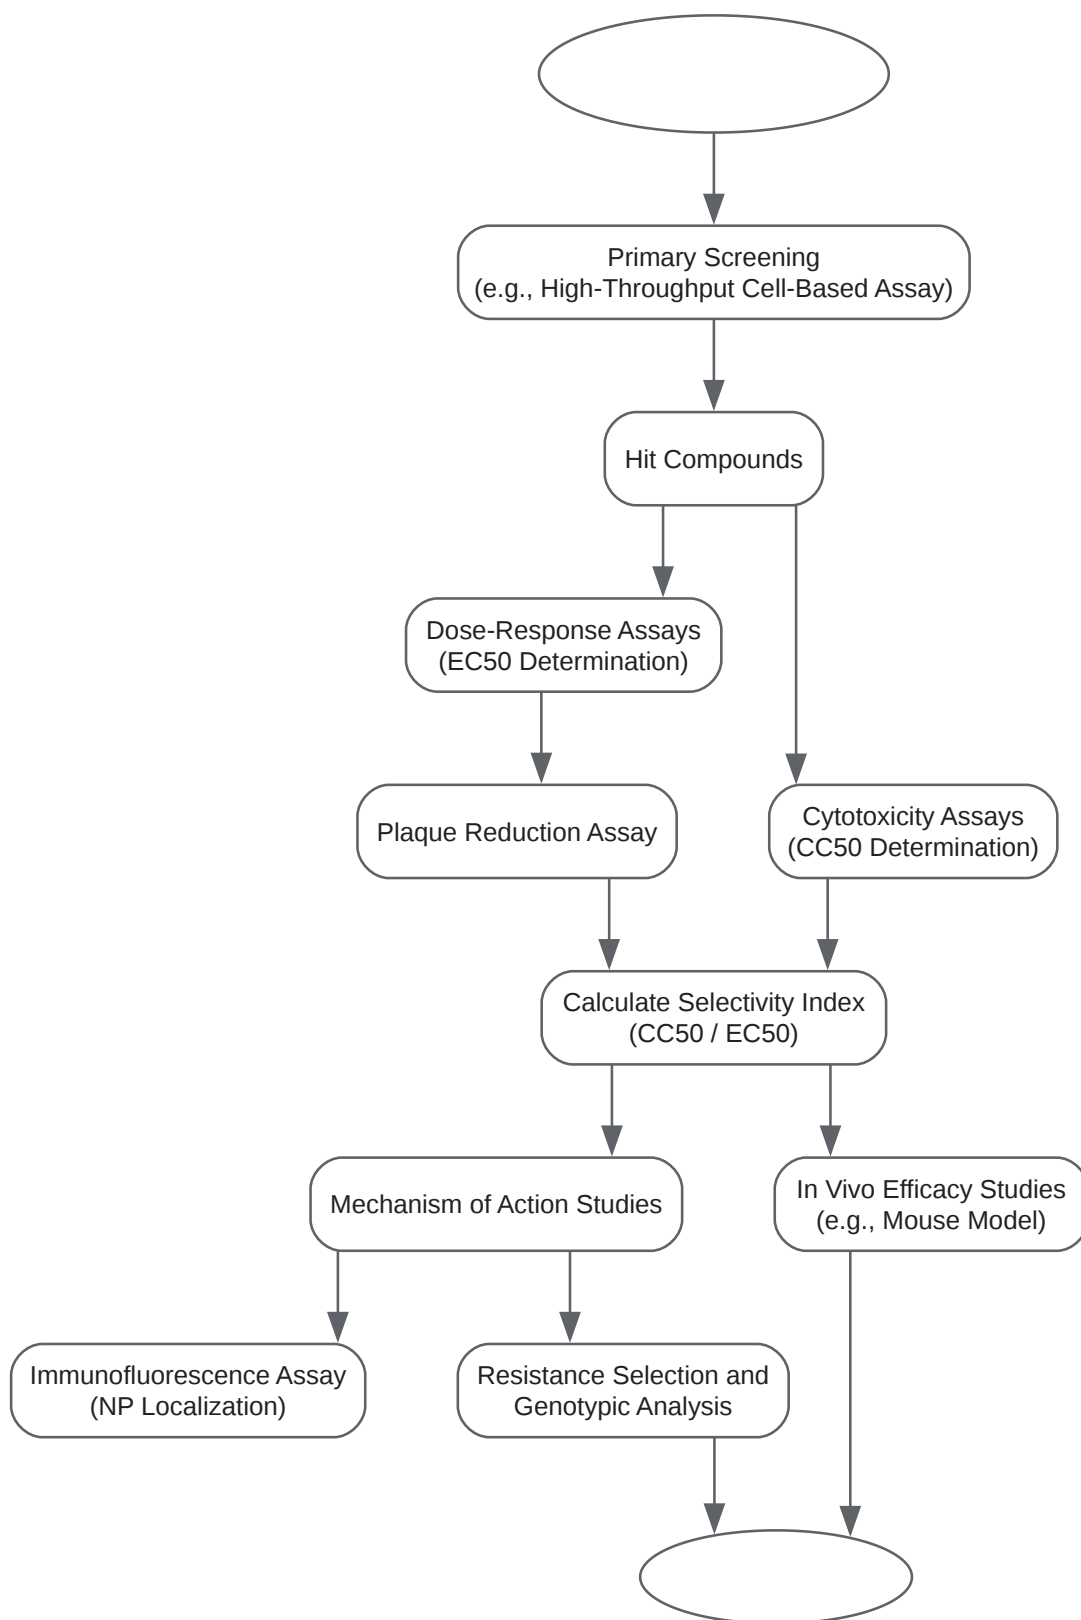 Primary Screening
(e.g., High-Throughput Cell-Based Assay)
Hit Compounds
Dose-Response Assays
(EC50 Determination)
Plaque Reduction Assay
Cytotoxicity Assays
(CC50 Determination)
Calculate Selectivity Index
(CC50 / EC50)
Mechanism of Action Studies
In Vivo Efficacy Studies
(e.g., Mouse Model)
Immunofluorescence Assay
(NP Localization)
Resistance Selection and
Genotypic Analysis